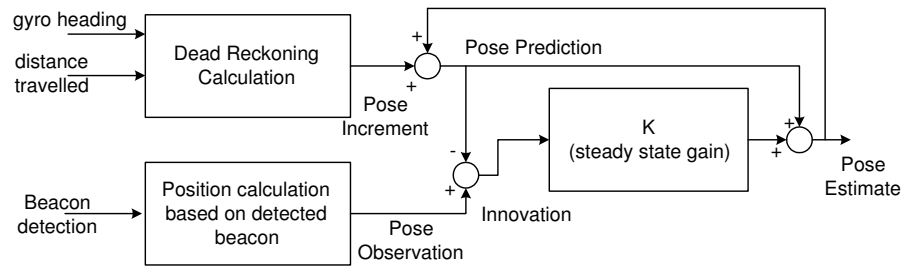 gyro heading
distance
travelled
Dead Reckoning
Calculation
+
+
Pose
Increment
Pose Prediction
K
(steady state gain)
+
+
Pose
Estimate
-
+
Innovation
Beacon
detection
Position calculation
based on detected
beacon
Pose
Observation